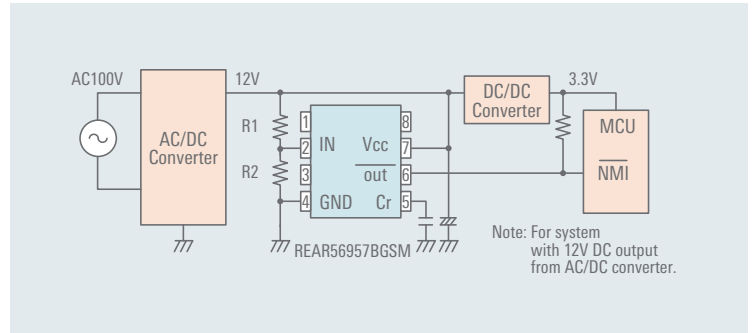 AC100V
12V
3.3V
AC/DC
Converter
DC/DC
Converter
MCU
NMI
R1
R2
1
8
2
IN
Vcc
7
3
out
6
4
GND
Cr
5
REAR56957BGSM
Note: For system
with 12V DC output
from AC/DC converter.